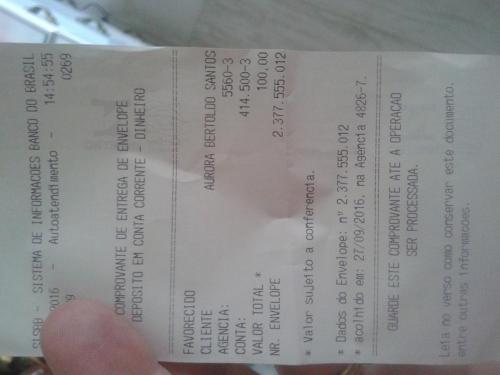 SISBB - SISTEMA DE INFORMACOES BANCO DO BRASIL
2016 - Autoatendimento - 14:54:55
0269
COMPROVANTE DE ENTREGA DE ENVELOPE
DEPOSITO EM CONTA CORRENTE - DINHEIRO
FAVORECIDO
CLIENTE AURORA BERTOLDO SANTOS
AGENCIA: 5560-3
CONTA: 414.500-3
VALOR TOTAL * 100,00
NR. ENVELOPE 2.377.555.012
* Valor sujeito a conferencia.
* Dados do Envelope: nº 2.377.555.012
* acolhido em: 27/09/2016, na Agencia 4826-7.
GUARDE ESTE COMPROVANTE ATE A OPERACAO
SER PROCESSADA.
Leia no verso como conservar este documento,
entre outras informacoes.